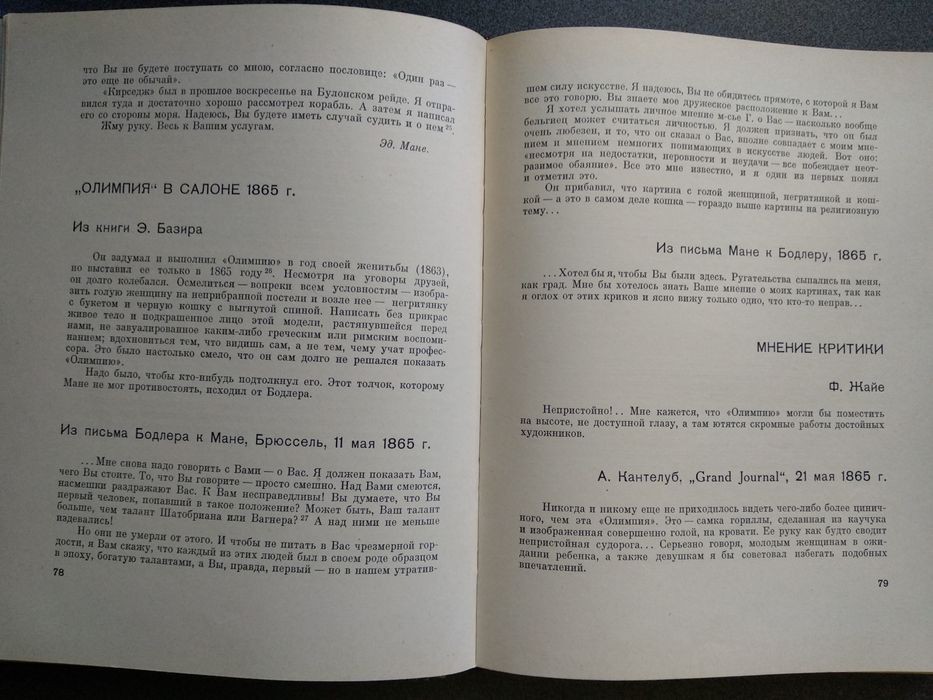 что Вы не будете поступать со мною, согласно пословице: «Один раз —
это еще не обычай».
«Кирседж» был в прошлое воскресенье на Булонском рейде. Я отпра-
вился туда и достаточно хорошо рассмотрел корабль. А затем я написал
его со стороны моря. Надеюсь, Вы будете иметь случай судить и о нем²⁵.
Жму руку. Весь к Вашим услугам.
Эд. Мане.
„ОЛИМПИЯ“ В САЛОНЕ 1865 г.
Из книги Э. Базира
Он задумал и выполнил «Олимпию» в год своей женитьбы (1863),
но выставил ее только в 1865 году²⁶. Несмотря на уговоры друзей,
он долго колебался. Осмелиться — вопреки всем условностям — изобра-
зить голую женщину на неприбранной постели и возле нее — негритянку
с букетом и черную кошку с выгнутой спиной. Написать без прикрас
живое тело и подкрашенное лицо этой модели, растянувшейся перед
нами, не завуалированное каким-либо греческим или римским воспоми-
нанием; вдохновиться тем, что видишь сам, а не тем, чему учат профес-
сора. Это было настолько смело, что он сам долго не решался показать
«Олимпию».
Надо было, чтобы кто-нибудь подтолкнул его. Этот толчок, которому
Мане не мог противостоять, исходил от Бодлера.
Из письма Бодлера к Мане, Брюссель, 11 мая 1865 г.
...Мне снова надо говорить с Вами — о Вас. Я должен показать Вам,
чего Вы стоите. То, что Вы говорите — просто смешно. Над Вами смеются,
насмешки раздражают Вас. К Вам несправедливы! Вы думаете, что Вы
первый человек, попавший в такое положение? Может быть, Ваш талант
больше, чем талант Шатобриана или Вагнера?²⁷ А над ними не меньше
издевались!
Но они не умерли от этого. И чтобы не питать в Вас чрезмерной гор-
дости, я Вам скажу, что каждый из этих людей был в своем роде образцом
в эпоху, богатую талантами, а Вы, правда, первый — но в нашем утратив-
78
шем силу искусстве. Я надеюсь, Вы не обидитесь прямоте, с которой я Вам
все это говорю. Вы знаете мое дружеское расположение к Вам...
Я хотел услышать личное мнение м-сье Г. о Вас — насколько вообще
бельгиец может считаться личностью. Я должен признать, что он был
очень любезен, и то, что он сказал о Вас, вполне совпадает с моим мне-
нием и мнением немногих понимающих в искусстве людей. Вот оно:
«несмотря на недостатки, неровности и неудачи — все побеждает неот-
разимое обаяние». Все это мне известно, и я один из первых понял
и отметил это.
Он прибавил, что картина с голой женщиной, негритянкой и кош-
кой — а это в самом деле кошка — гораздо выше картины на религиозную
тему...
Из письма Мане к Бодлеру, 1865 г.
...Хотел бы я, чтобы Вы были здесь. Ругательства сыпались на меня,
как град. Мне бы хотелось знать Ваше мнение о моих картинах, так как
я оглох от этих криков и ясно вижу только одно, что кто-то неправ...
МНЕНИЕ КРИТИКИ
Ф. Жайе
Непристойно!.. Мне кажется, что «Олимпию» могли бы поместить
на высоте, не доступной глазу, а там ютятся скромные работы достойных
художников.
А. Кантелуб, „Grand Journal“, 21 мая 1865 г.
Никогда и никому еще не приходилось видеть чего-либо более цинич-
ного, чем эта «Олимпия». Это — самка гориллы, сделанная из каучука
и изображенная совершенно голой, на кровати. Ее руку как будто сводит
непристойная судорога... Серьезно говоря, молодым женщинам в ожи-
дании ребенка, а также девушкам я бы советовал избегать подобных
впечатлений.
79